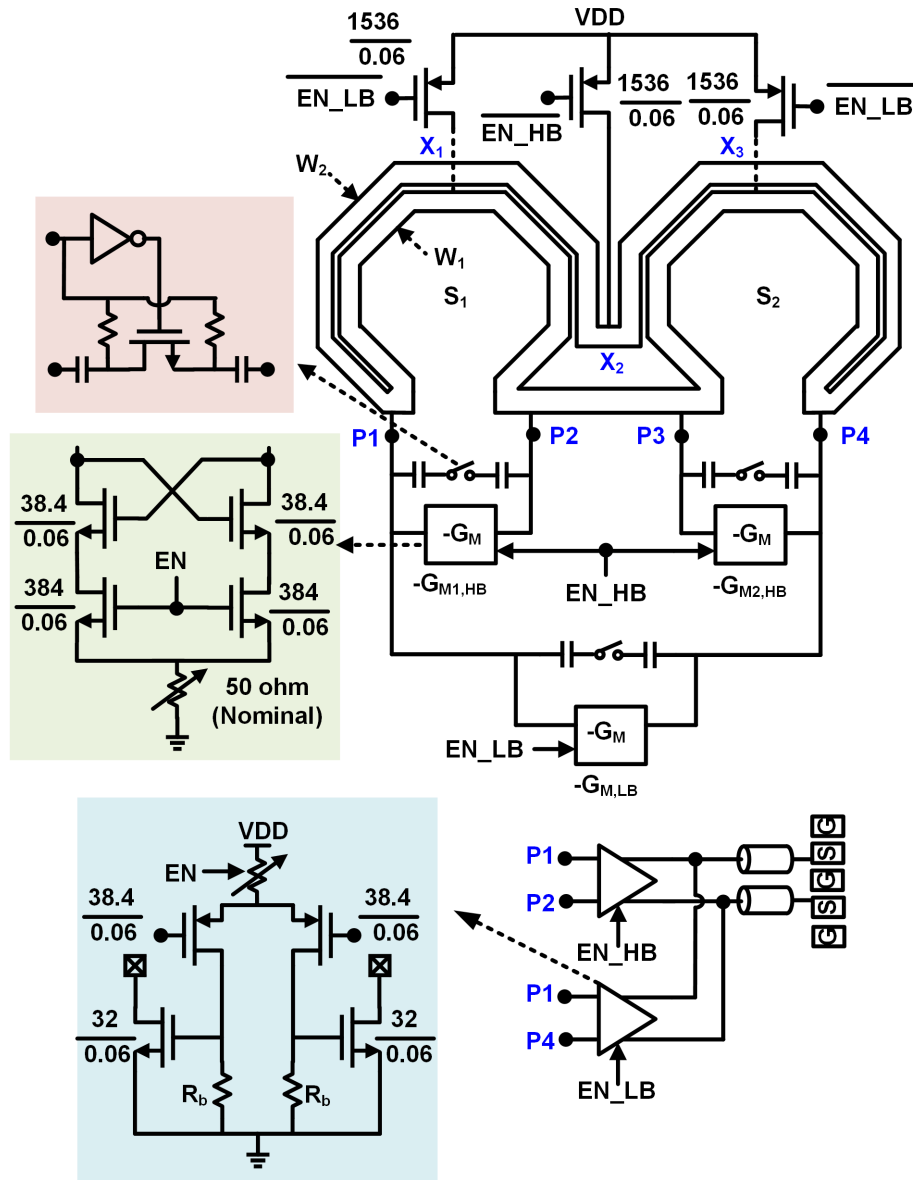 VDD
1536
0.06
EN_LB
EN_HB
1536
0.06
1536
0.06
EN_LB
X1
X3
W2
W1
S1
S2
X2
P1
P2
P3
P4
38.4
0.06
38.4
0.06
EN
384
0.06
384
0.06
50 ohm
(Nominal)
-GM
-GM1,HB
EN_HB
-GM
-GM2,HB
EN_LB
-GM
-GM,LB
VDD
EN
38.4
0.06
38.4
0.06
32
0.06
32
0.06
Rb
Rb
P1
P2
EN_HB
P1
P4
EN_LB
G
S
G
S
G